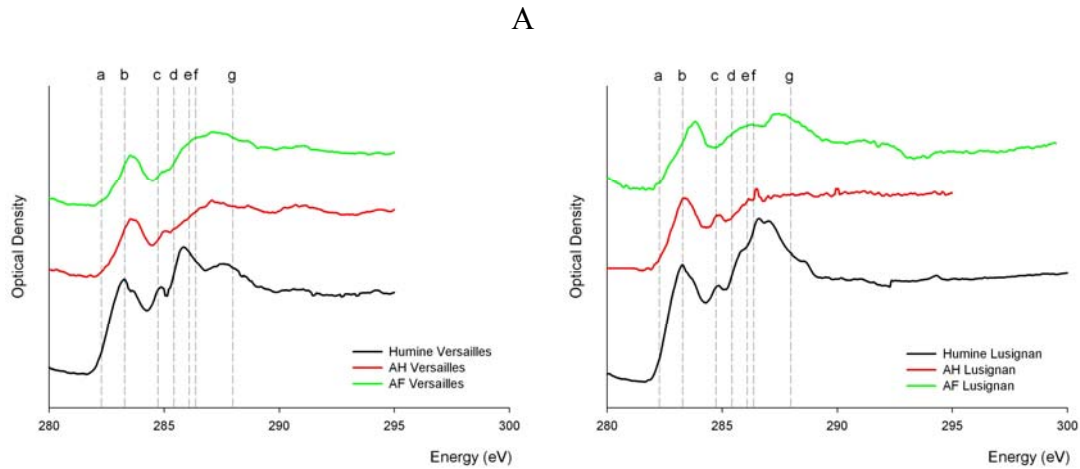 A
a b c d e f g
Optical Density
Humine Versailles
AH Versailles
AF Versailles
280 285 290 295 300
Energy (eV)
a b c d e f g
Optical Density
Humine Lusignan
AH Lusignan
AF Lusignan
280 285 290 295 300
Energy (eV)